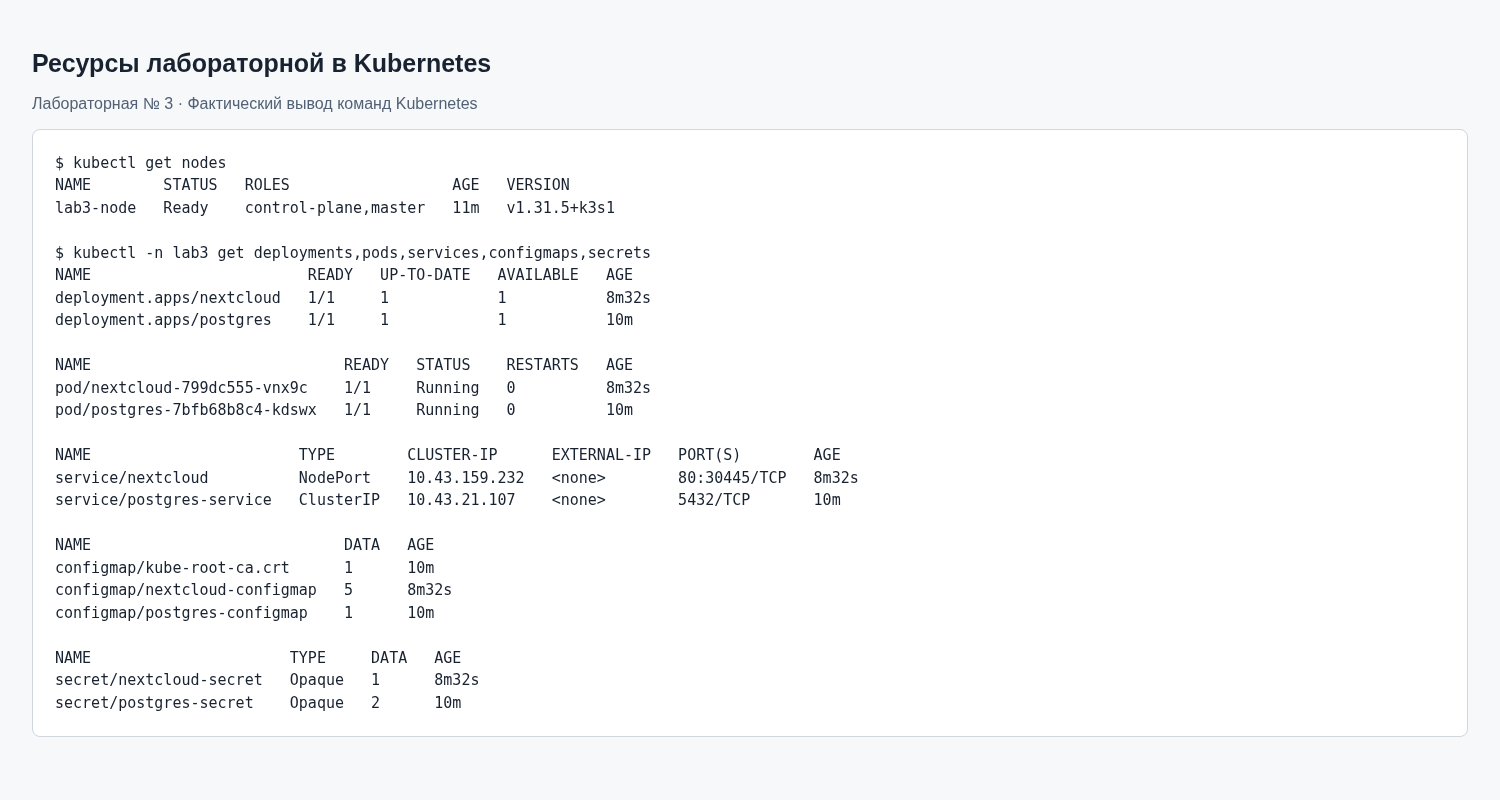 Ресурсы лабораторной в Kubernetes
Лабораторная № 3 · Фактический вывод команд Kubernetes
$ kubectl get nodes
NAME        STATUS   ROLES                  AGE   VERSION
lab3-node   Ready    control-plane,master   11m   v1.31.5+k3s1
$ kubectl -n lab3 get deployments,pods,services,configmaps,secrets
NAME                        READY   UP-TO-DATE   AVAILABLE   AGE
deployment.apps/nextcloud   1/1     1            1           8m32s
deployment.apps/postgres    1/1     1            1           10m
NAME                            READY   STATUS    RESTARTS   AGE
pod/nextcloud-799dc555-vnx9c    1/1     Running   0          8m32s
pod/postgres-7bfb68b8c4-kdswx   1/1     Running   0          10m
NAME                       TYPE        CLUSTER-IP      EXTERNAL-IP   PORT(S)        AGE
service/nextcloud          NodePort    10.43.159.232   <none>        80:30445/TCP   8m32s
service/postgres-service   ClusterIP   10.43.21.107    <none>        5432/TCP       10m
NAME                            DATA   AGE
configmap/kube-root-ca.crt      1      10m
configmap/nextcloud-configmap   5      8m32s
configmap/postgres-configmap    1      10m
NAME                      TYPE     DATA   AGE
secret/nextcloud-secret   Opaque   1      8m32s
secret/postgres-secret    Opaque   2      10m